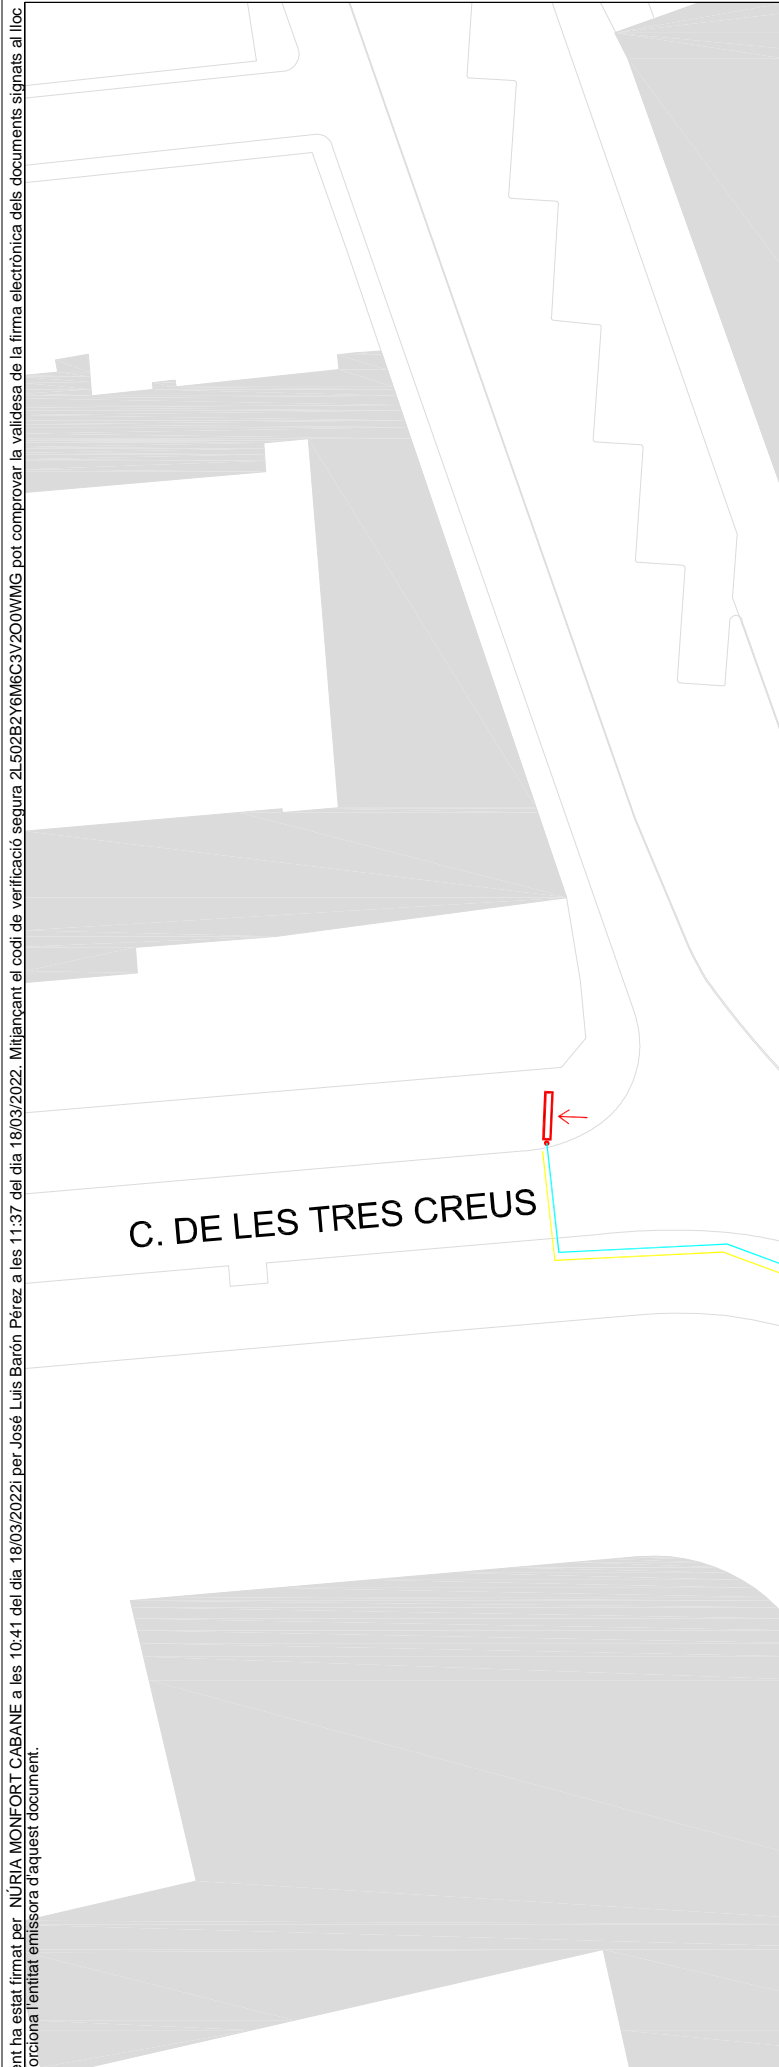 ent ha estat firmat per NÚRIA MONFORT CABANE a les 10:41 del dia 18/03/2022i per José Luis Barón Pérez a les 11:37 del dia 18/03/2022. Mitjançant el codi de verificació segura 2L502B2Y6M6C3V2O0WMG pot comprovar la validesa de la firma electrònica dels documents signats al lloc
orciona l'entitat emissora d'aquest document.
C. DE LES TRES CREUS